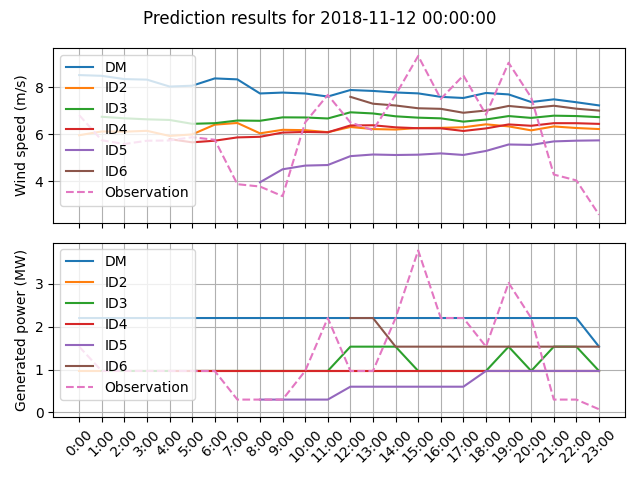 Prediction results for 2018-11-12 00:00:00
Wind speed (m/s)
8
6
4
DM
ID2
ID3
ID4
ID5
ID6
Observation
Generated power (MW)
3
2
1
0
DM
ID2
ID3
ID4
ID5
ID6
Observation
0:00 1:00 2:00 3:00 4:00 5:00 6:00 7:00 8:00 9:00 10:00 11:00 12:00 13:00 14:00 15:00 16:00 17:00 18:00 19:00 20:00 21:00 22:00 23:00